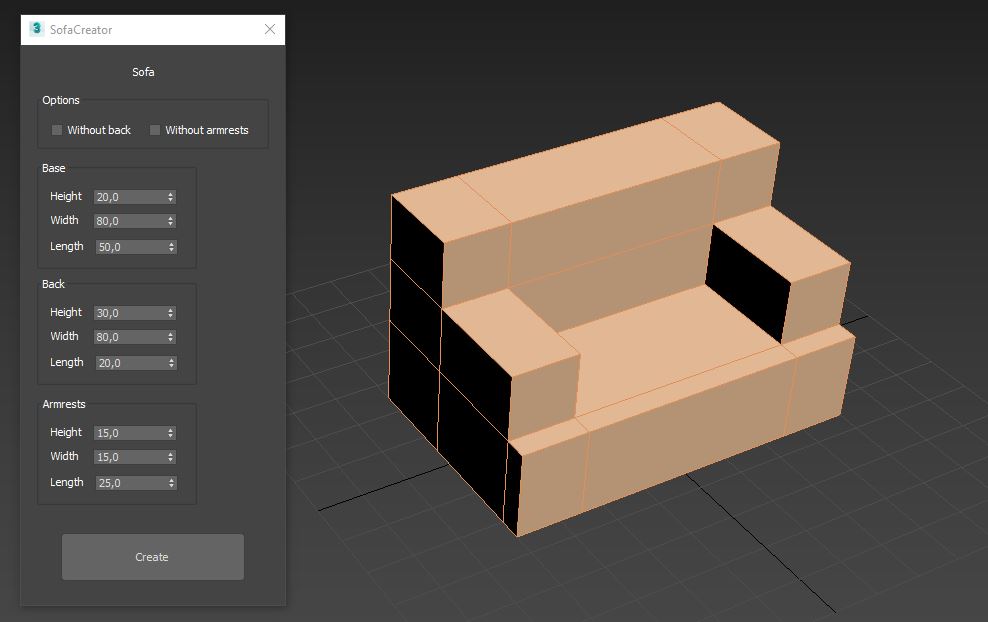 3 SofaCreator
Sofa
Options
Without back Without armrests
Base
Height 20,0
Width 80,0
Length 50,0
Back
Height 30,0
Width 80,0
Length 20,0
Armrests
Height 15,0
Width 15,0
Length 25,0
Create